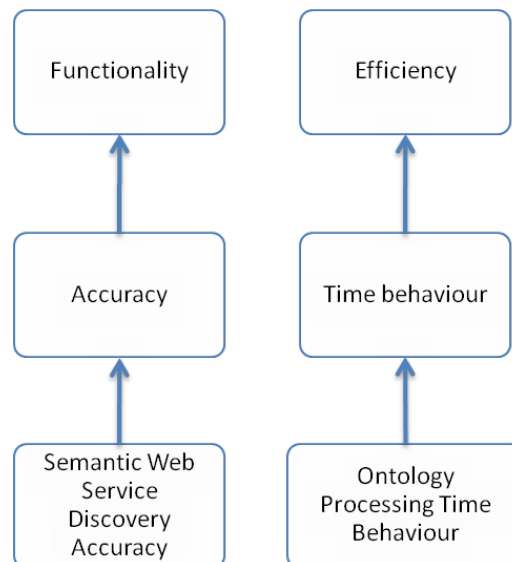 Functionality
Efficiency
Accuracy
Time behaviour
Semantic Web
Service
Discovery
Accuracy
Ontology
Processing Time
Behaviour